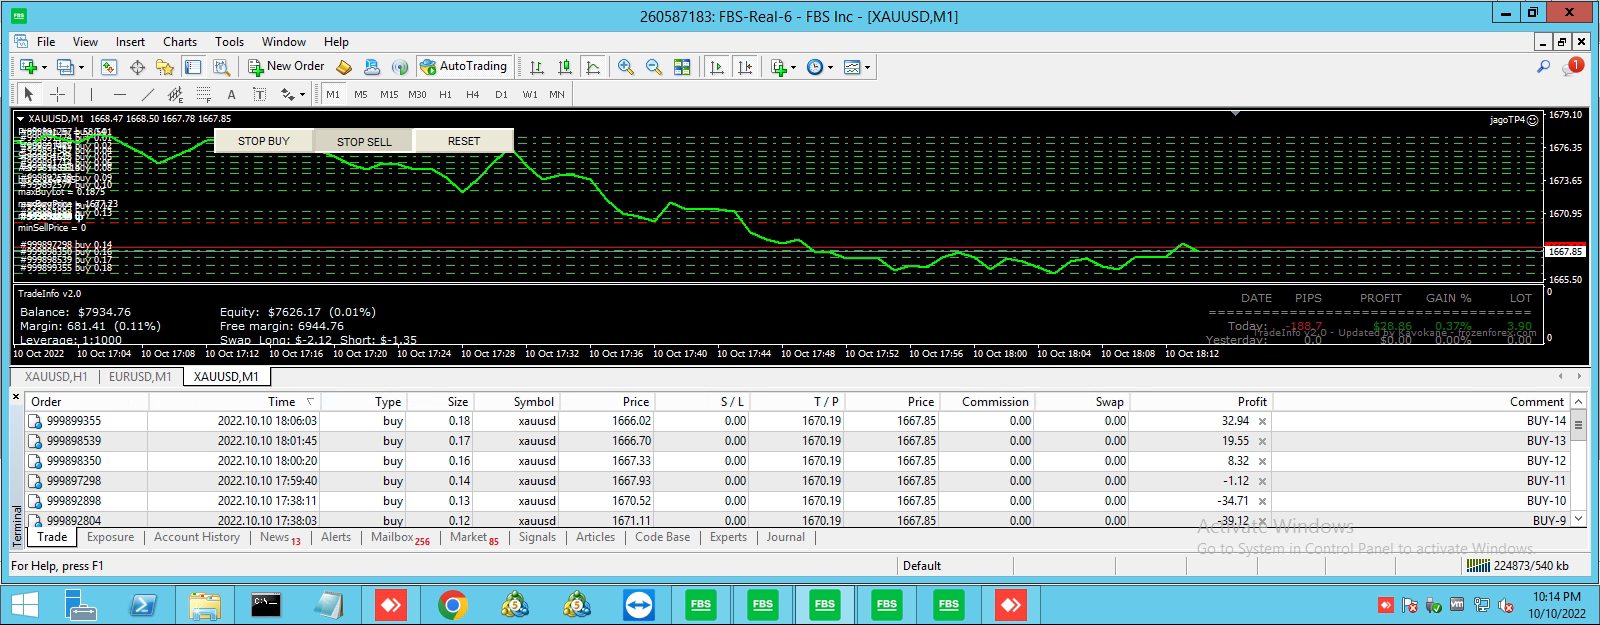 260587183: FBS-Real-6 - FBS Inc - [XAUUSD,M1]
File View Insert Charts Tools Window Help
New Order AutoTrading 1
A T M1 M5 M15 M30 H1 H4 D1 W1 MN
XAUUSD,M1 1668.47 1668.50 1667.78 1667.85
jagoTP4
STOP BUY STOP SELL RESET
maxBuyLot = 0.1875
minSellPrice = 0
#999897298 buy 0.14
#999898539 buy 0.17
#999899355 buy 0.18
1679.10
1676.35
1673.65
1670.95
1667.85
1665.50
TradeInfo v2.0
Balance: $7934.76 Equity: $7626.17 (0.01%)
Margin: 681.41 (0.11%) Free margin: 6944.76
Leverage: 1:1000 Swap Long: $-2.12 Short: $-1.35
DATE PIPS PROFIT GAIN % LOT
Today: -188.7 $28.86 0.37% 3.90
TradeInfo v2.0 - Updated by Kavokane - frozenforex.com
Yesterday: 0.0 $0.00 0.00% 0.00
0
0
10 Oct 2022 10 Oct 17:04 10 Oct 17:08 10 Oct 17:12 10 Oct 17:16 10 Oct 17:20 10 Oct 17:24 10 Oct 17:28 10 Oct 17:32 10 Oct 17:36 10 Oct 17:40 10 Oct 17:44 10 Oct 17:48 10 Oct 17:52 10 Oct 17:56 10 Oct 18:00 10 Oct 18:04 10 Oct 18:08 10 Oct 18:12
XAUUSD,H1 EURUSD,M1 XAUUSD,M1
Order Time Type Size Symbol Price S / L T / P Price Commission Swap Profit Comment
999899355 2022.10.10 18:06:03 buy 0.18 xauusd 1666.02 0.00 1670.19 1667.85 0.00 0.00 32.94 BUY-14
999898539 2022.10.10 18:01:45 buy 0.17 xauusd 1666.70 0.00 1670.19 1667.85 0.00 0.00 19.55 BUY-13
999898350 2022.10.10 18:00:20 buy 0.16 xauusd 1667.33 0.00 1670.19 1667.85 0.00 0.00 8.32 BUY-12
999897298 2022.10.10 17:59:40 buy 0.14 xauusd 1667.93 0.00 1670.19 1667.85 0.00 0.00 -1.12 BUY-11
999892898 2022.10.10 17:38:11 buy 0.13 xauusd 1670.52 0.00 1670.19 1667.85 0.00 0.00 -34.71 BUY-10
999892804 2022.10.10 17:38:03 buy 0.12 xauusd 1671.11 0.00 1670.19 1667.85 0.00 0.00 -39.12 BUY-9
Terminal
Activate Windows
Go to System in Control Panel to activate Windows.
Trade Exposure Account History News 13 Alerts Mailbox 256 Market 85 Signals Articles Code Base Experts Journal
For Help, press F1 Default 224873/540 kb
FBS FBS FBS FBS FBS
10:14 PM
10/10/2022